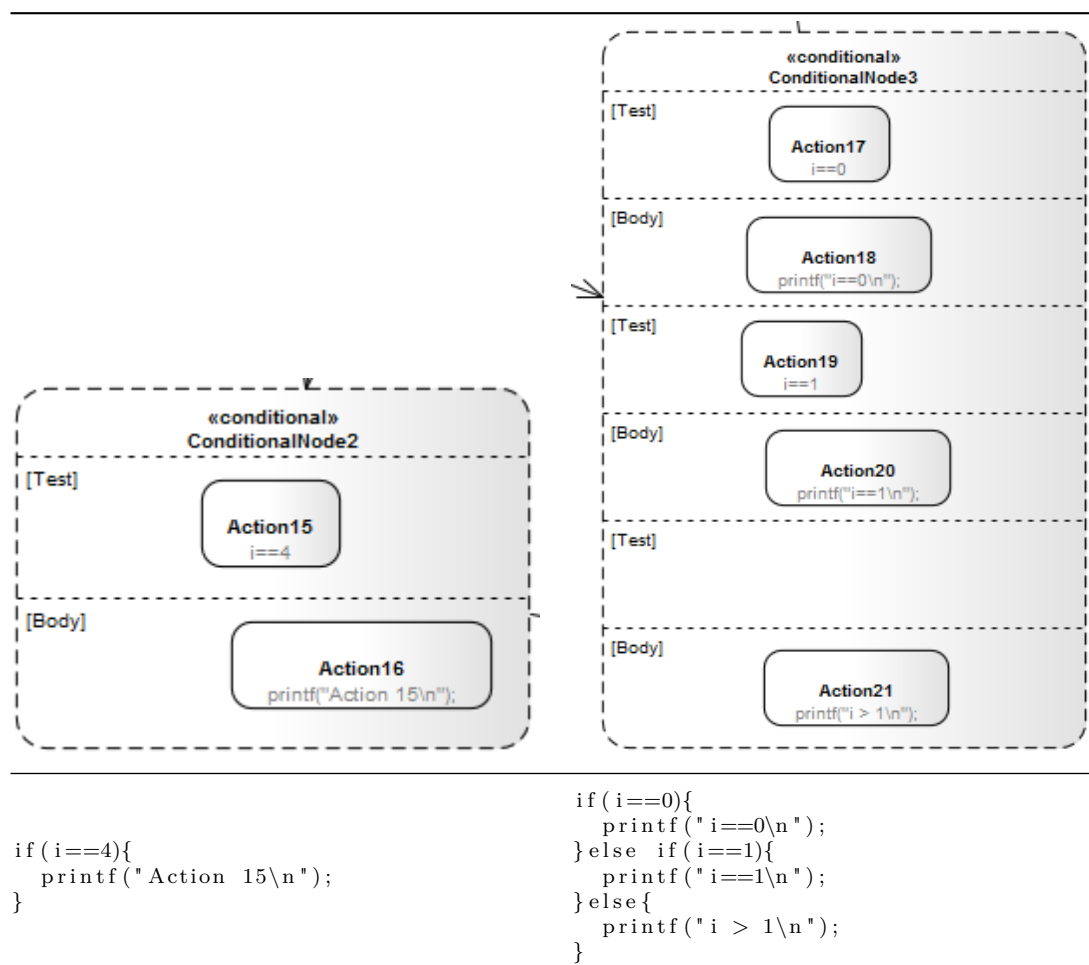 «conditional»
ConditionalNode2
[Test]
Action15
i==4
[Body]
Action16
printf("Action 15\n");
«conditional»
ConditionalNode3
[Test]
Action17
i==0
[Body]
Action18
printf("i==0\n");
[Test]
Action19
i==1
[Body]
Action20
printf("i==1\n");
[Test]
[Body]
Action21
printf("i > 1\n");
if(i==4){
printf("Action 15\n");
}
if(i==0){
printf("i==0\n");
}else if(i==1){
printf("i==1\n");
}else{
printf("i > 1\n");
}